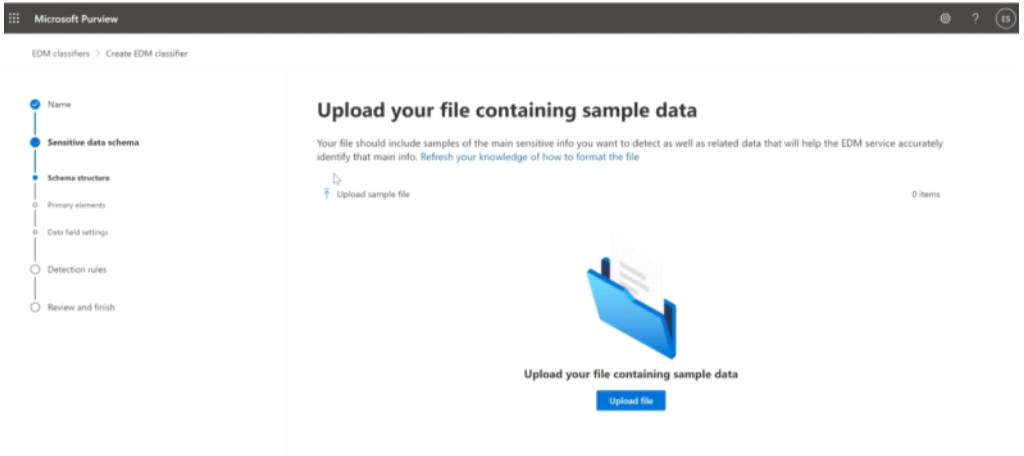 Microsoft Purview
?
ES
EDM classifiers > Create EDM classifier
Name
Sensitive data schema
Schema structure
Primary elements
Data field settings
Detection rules
Review and finish
Upload your file containing sample data
Your file should include samples of the main sensitive info you want to detect as well as related data that will help the EDM service accurately
identify that main info. Refresh your knowledge of how to format the file
Upload sample file
0 items
Upload your file containing sample data
Upload file